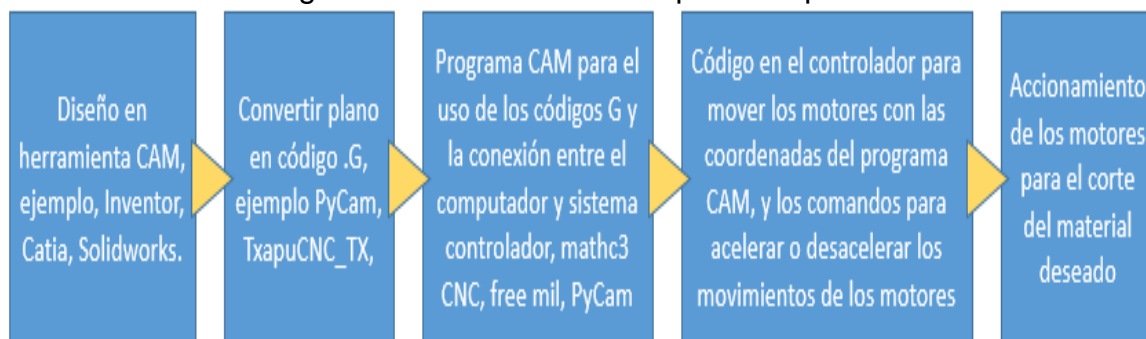 Diseño en
herramienta CAM,
ejemplo, Inventor,
Catia, Solidworks.
Convertir plano
en código .G,
ejemplo PyCam,
TxapuCNC_TX,
Programa CAM para el
uso de los códigos G y
la conexión entre el
computador y sistema
controlador, mathc3
CNC, free mil, PyCam
Código en el controlador para
mover los motores con las
coordenadas del programa
CAM, y los comandos para
acelerar o desacelerar los
movimientos de los motores
Accionamiento
de los motores
para el corte
del material
deseado